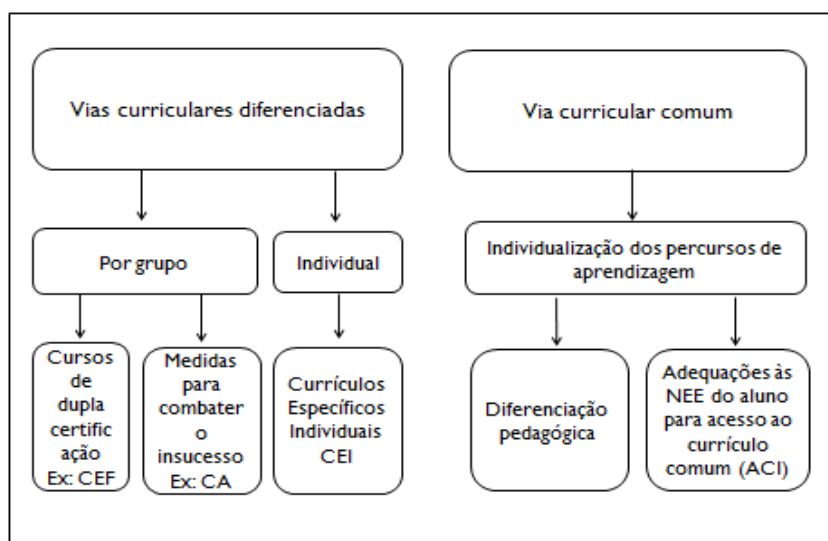 Vias curriculares diferenciadas
Via curricular comum
Por grupo
Individual
Individualização dos percursos de
aprendizagem
Cursos
de
dupla
certific
ação
Ex: CEF
Medidas
para
combater
o
insucesso
Ex: CA
Currículos
Específicos
Individuais
CEI
Diferenciação
pedagógica
Adequações às
NEE do aluno
para acesso ao
currículo
comum (ACI)